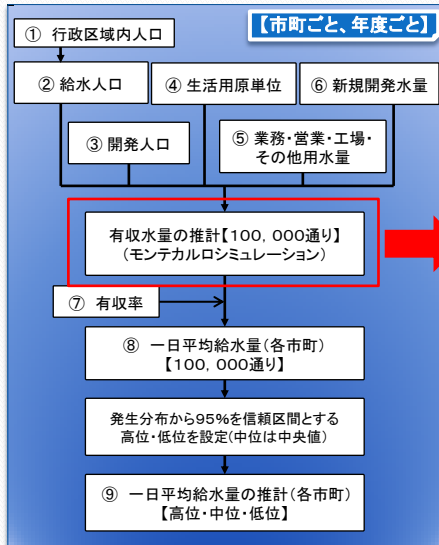 ① 行政区域内人口
【市町ごと、年度ごと】
② 給水人口
④ 生活用原単位
⑥ 新規開発水量
③ 開発人口
⑤ 業務・営業・工場・
その他用水量
有収水量の推計【100,000通り】
(モンテカルロシミュレーション)
⑦ 有収率
⑧ 一日平均給水量(各市町)
【100,000通り】
発生分布から95%を信頼区間とする
高位・低位を設定(中位は中央値)
⑨ 一日平均給水量の推計(各市町)
【高位・中位・低位】